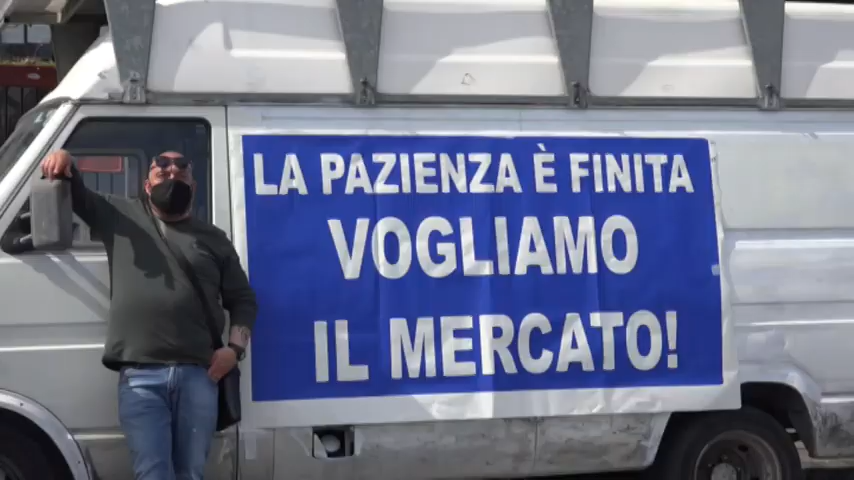 LA PAZIENZA È FINITA
VOGLIAMO
IL MERCATO!